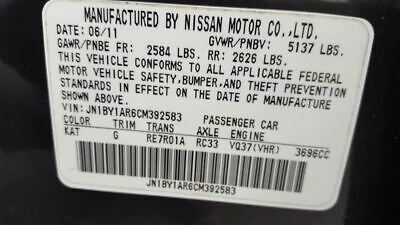 MANUFACTURED BY NISSAN MOTOR CO.,LTD.
DATE: 06/11 GVWR/PNBV: 5137 LBS.
GAWR/PNBE FR: 2584 LBS. RR: 2626 LBS.
THIS VEHICLE CONFORMS TO ALL APPLICABLE FEDERAL
MOTOR VEHICLE SAFETY,BUMPER,AND THEFT PREVENTION
STANDARDS IN EFFECT ON THE DATE OF MANUFACTURE
SHOWN ABOVE.
VIN: JN1BY1AR6CM392583 PASSENGER CAR
COLOR TRIM TRANS AXLE ENGINE
KAT G RE7R01A RC33 VQ37(VHR) 3696CC
JN1BY1AR6CM392583